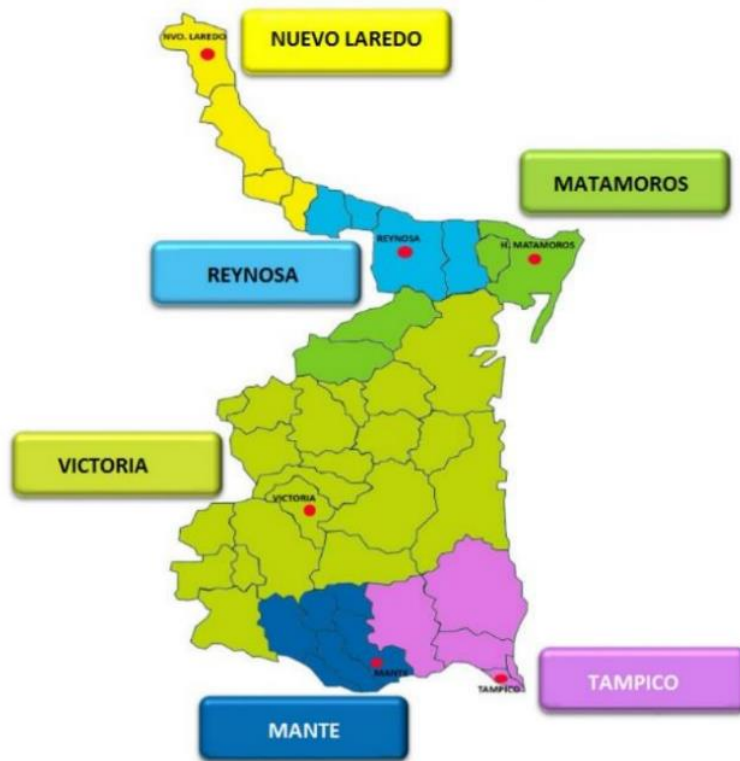 NVO. LAREDO
NUEVO LAREDO
MATAMOROS
REYNOSA
H. MATAMOROS
REYNOSA
VICTORIA
VICTORIA
MANTE
TAMPICO
TAMPICO
MANTE